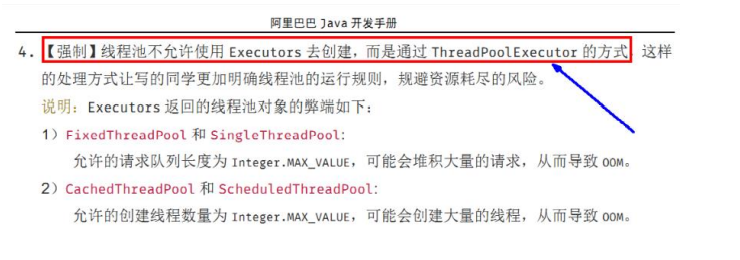 阿里巴巴 Java 开发手册
4. 【强制】线程池不允许使用 Executors 去创建，而是通过 ThreadPoolExecutor 的方式，这样
的处理方式让写的同学更加明确线程池的运行规则，规避资源耗尽的风险。
说明：Executors 返回的线程池对象的弊端如下：
1）FixedThreadPool 和 SingleThreadPool:
允许的请求队列长度为 Integer.MAX_VALUE，可能会堆积大量的请求，从而导致 OOM。
2）CachedThreadPool 和 ScheduledThreadPool:
允许的创建线程数量为 Integer.MAX_VALUE，可能会创建大量的线程，从而导致 OOM。